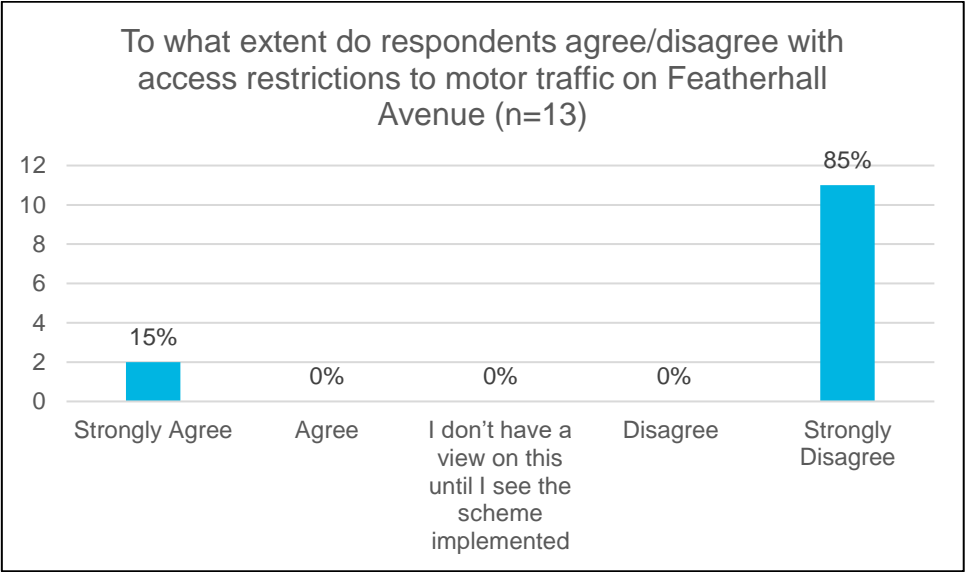 To what extent do respondents agree/disagree with
access restrictions to motor traffic on Featherhall
Avenue (n=13)
12
10
8
6
4
2
0
15%
0%
0%
0%
85%
Strongly Agree
Agree
I don’t have a
view on this
until I see the
scheme
implemented
Disagree
Strongly
Disagree